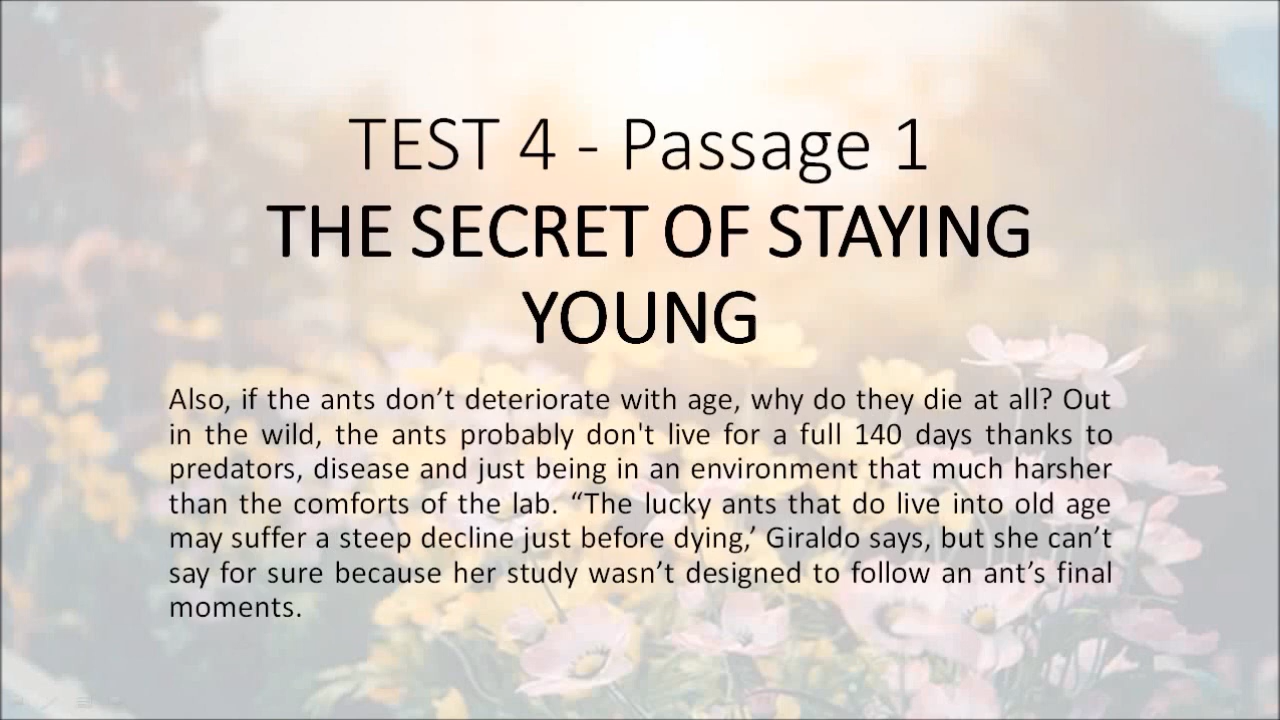 TEST 4 - Passage 1
THE SECRET OF STAYING
YOUNG
Also, if the ants don’t deteriorate with age, why do they die at all? Out
in the wild, the ants probably don't live for a full 140 days thanks to
predators, disease and just being in an environment that much harsher
than the comforts of the lab. “The lucky ants that do live into old age
may suffer a steep decline just before dying,’ Giraldo says, but she can’t
say for sure because her study wasn’t designed to follow an ant’s final
moments.